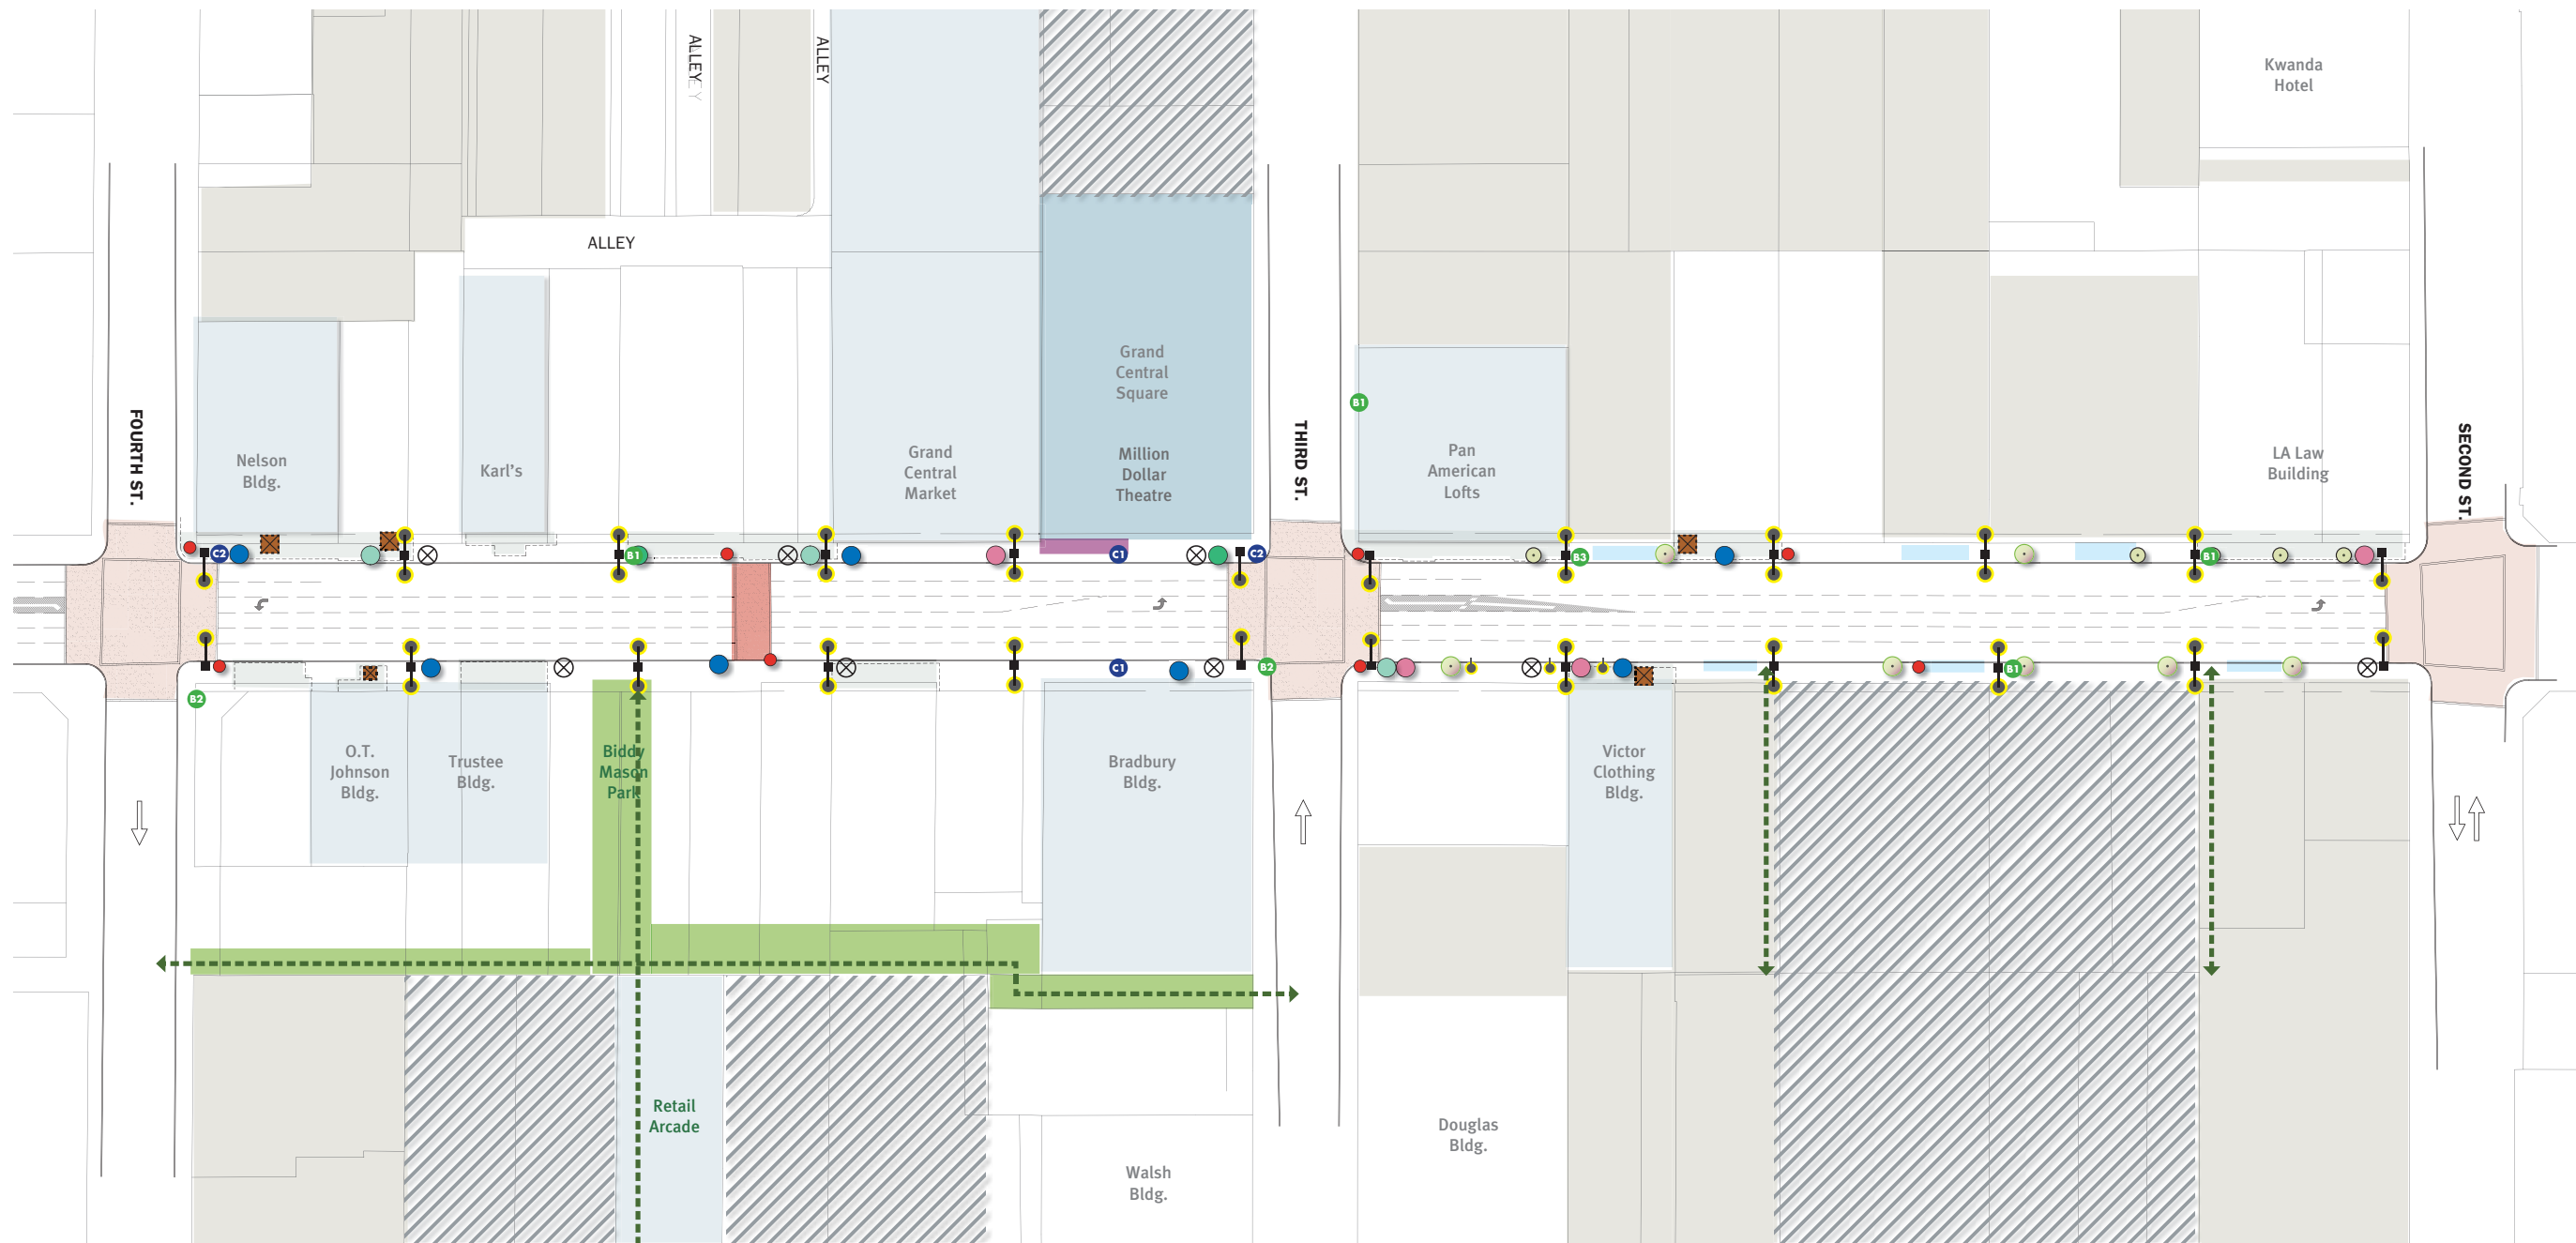 ALLEY
ALLEY
ALLEY
Kwanda
Hotel
FOURTH ST.
THIRD ST.
SECOND ST.
Nelson
Bldg.
Karl's
Grand
Central
Market
Grand
Central
Square
Million
Dollar
Theatre
B1
Pan
American
Lofts
LA Law
Building
C2
B1
C1
C2
B3
B1
C1
B2
B1
B2
O.T.
Johnson
Bldg.
Trustee
Bldg.
Biddy
Mason
Park
Bradbury
Bldg.
Victor
Clothing
Bldg.
Retail
Arcade
Walsh
Bldg.
Douglas
Bldg.